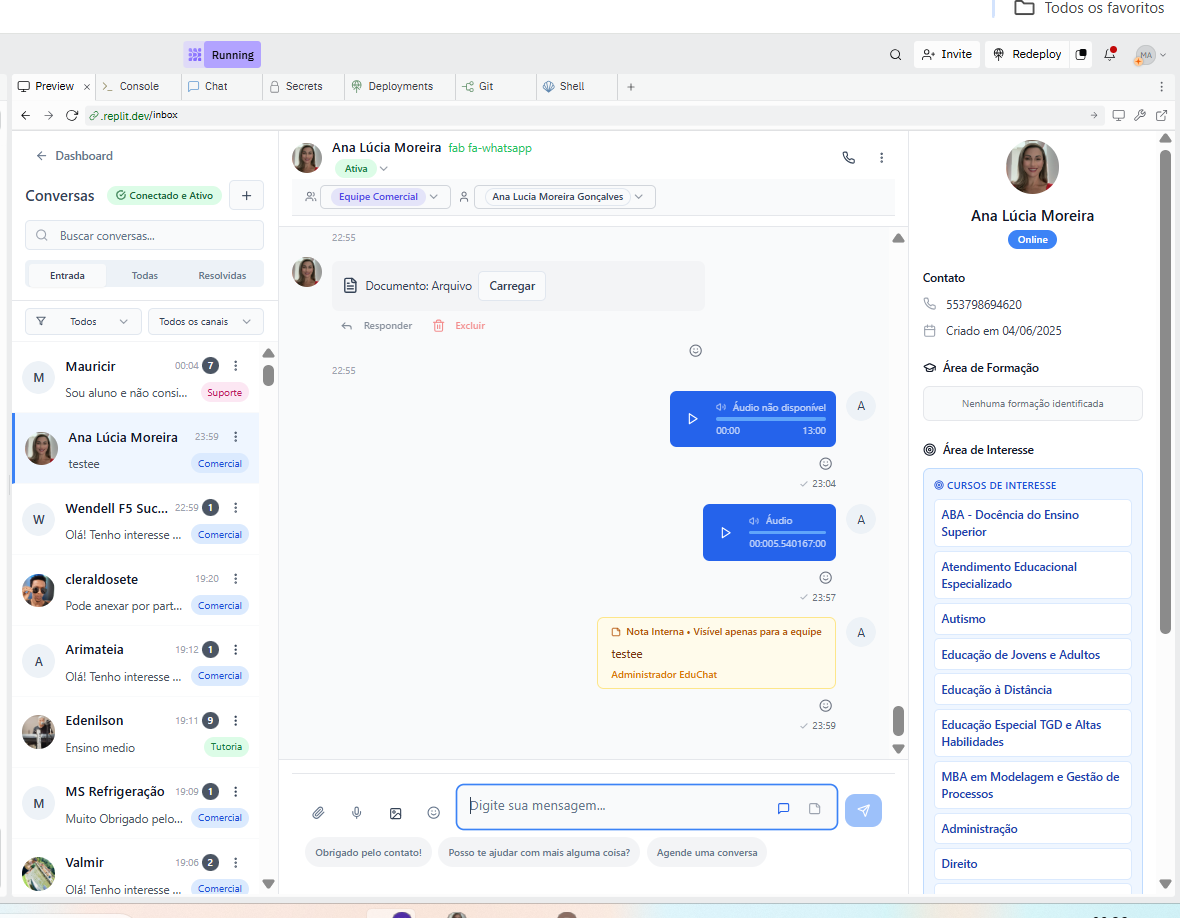 Todos os favoritos
Running
Invite
Redeploy
MA
Preview
Console
Chat
Secrets
Deployments
Git
Shell
.replit.dev/inbox
Dashboard
Conversas
Conectado e Ativo
Buscar conversas...
Entrada
Todas
Resolvidas
Todos
Todos os canais
M
Mauricir
00:04
7
Sou aluno e não consi...
Suporte
Ana Lúcia Moreira
23:59
testee
Comercial
W
Wendell F5 Suc...
22:59
1
Olá! Tenho interesse ...
Comercial
cleraldosete
19:20
Pode anexar por part...
Comercial
A
Arimateia
19:12
1
Olá! Tenho interesse ...
Comercial
Edenilson
19:11
9
Ensino medio
Tutoria
M
MS Refrigeração
19:09
1
Muito Obrigado pelo...
Comercial
Valmir
19:06
2
Olá! Tenho interesse ...
Comercial
Ana Lúcia Moreira
fab fa-whatsapp
Ativa
Equipe Comercial
Ana Lucia Moreira Gonçalves
22:55
Documento: Arquivo
Carregar
Responder
Excluir
22:55
Áudio não disponível
00:00
13:00
A
23:04
Áudio
00:005.540167:00
A
23:57
Nota Interna • Visível apenas para a equipe
testee
Administrador EduChat
A
23:59
Digite sua mensagem...
Obrigado pelo contato!
Posso te ajudar com mais alguma coisa?
Agende uma conversa
Ana Lúcia Moreira
Online
Contato
553798694620
Criado em 04/06/2025
Área de Formação
Nenhuma formação identificada
Área de Interesse
CURSOS DE INTERESSE
ABA - Docência do Ensino
Superior
Atendimento Educacional
Especializado
Autismo
Educação de Jovens e Adultos
Educação à Distância
Educação Especial TGD e Altas
Habilidades
MBA em Modelagem e Gestão de
Processos
Administração
Direito